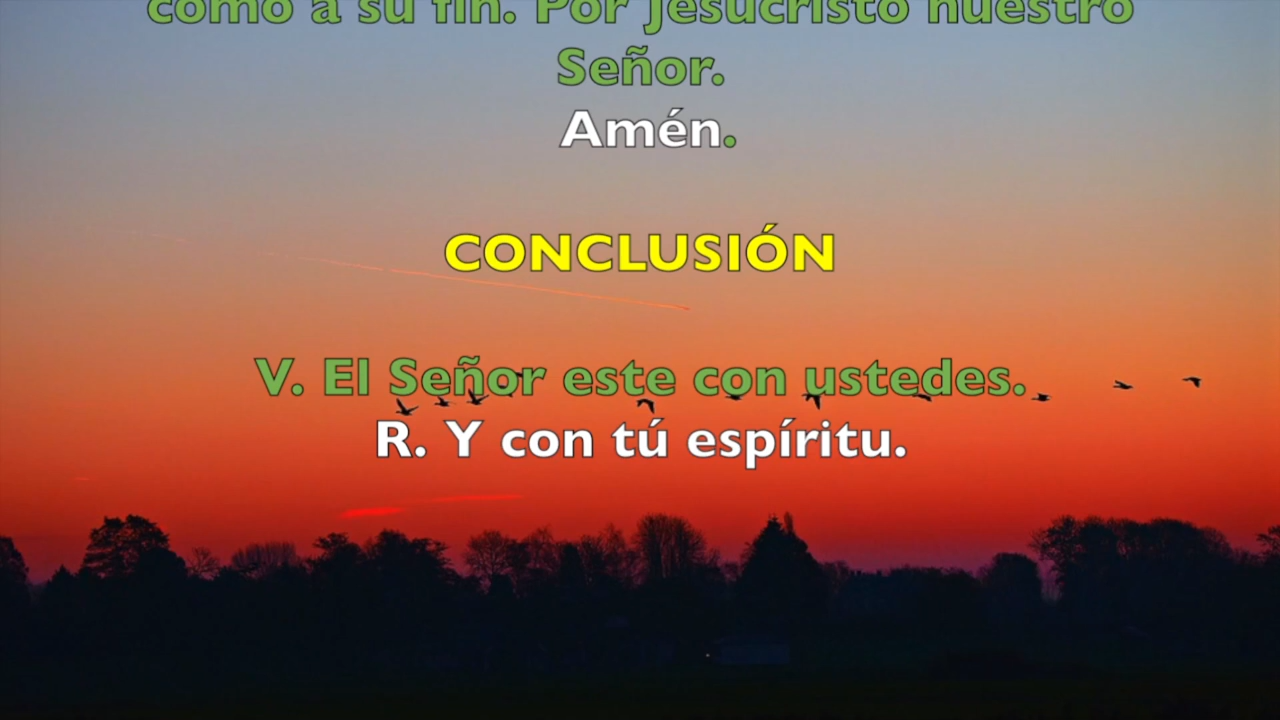 como a su fin. Por Jesucristo nuestro
Señor.
Amén.
CONCLUSIÓN
V. El Señor este con ustedes.
R. Y con tú espíritu.